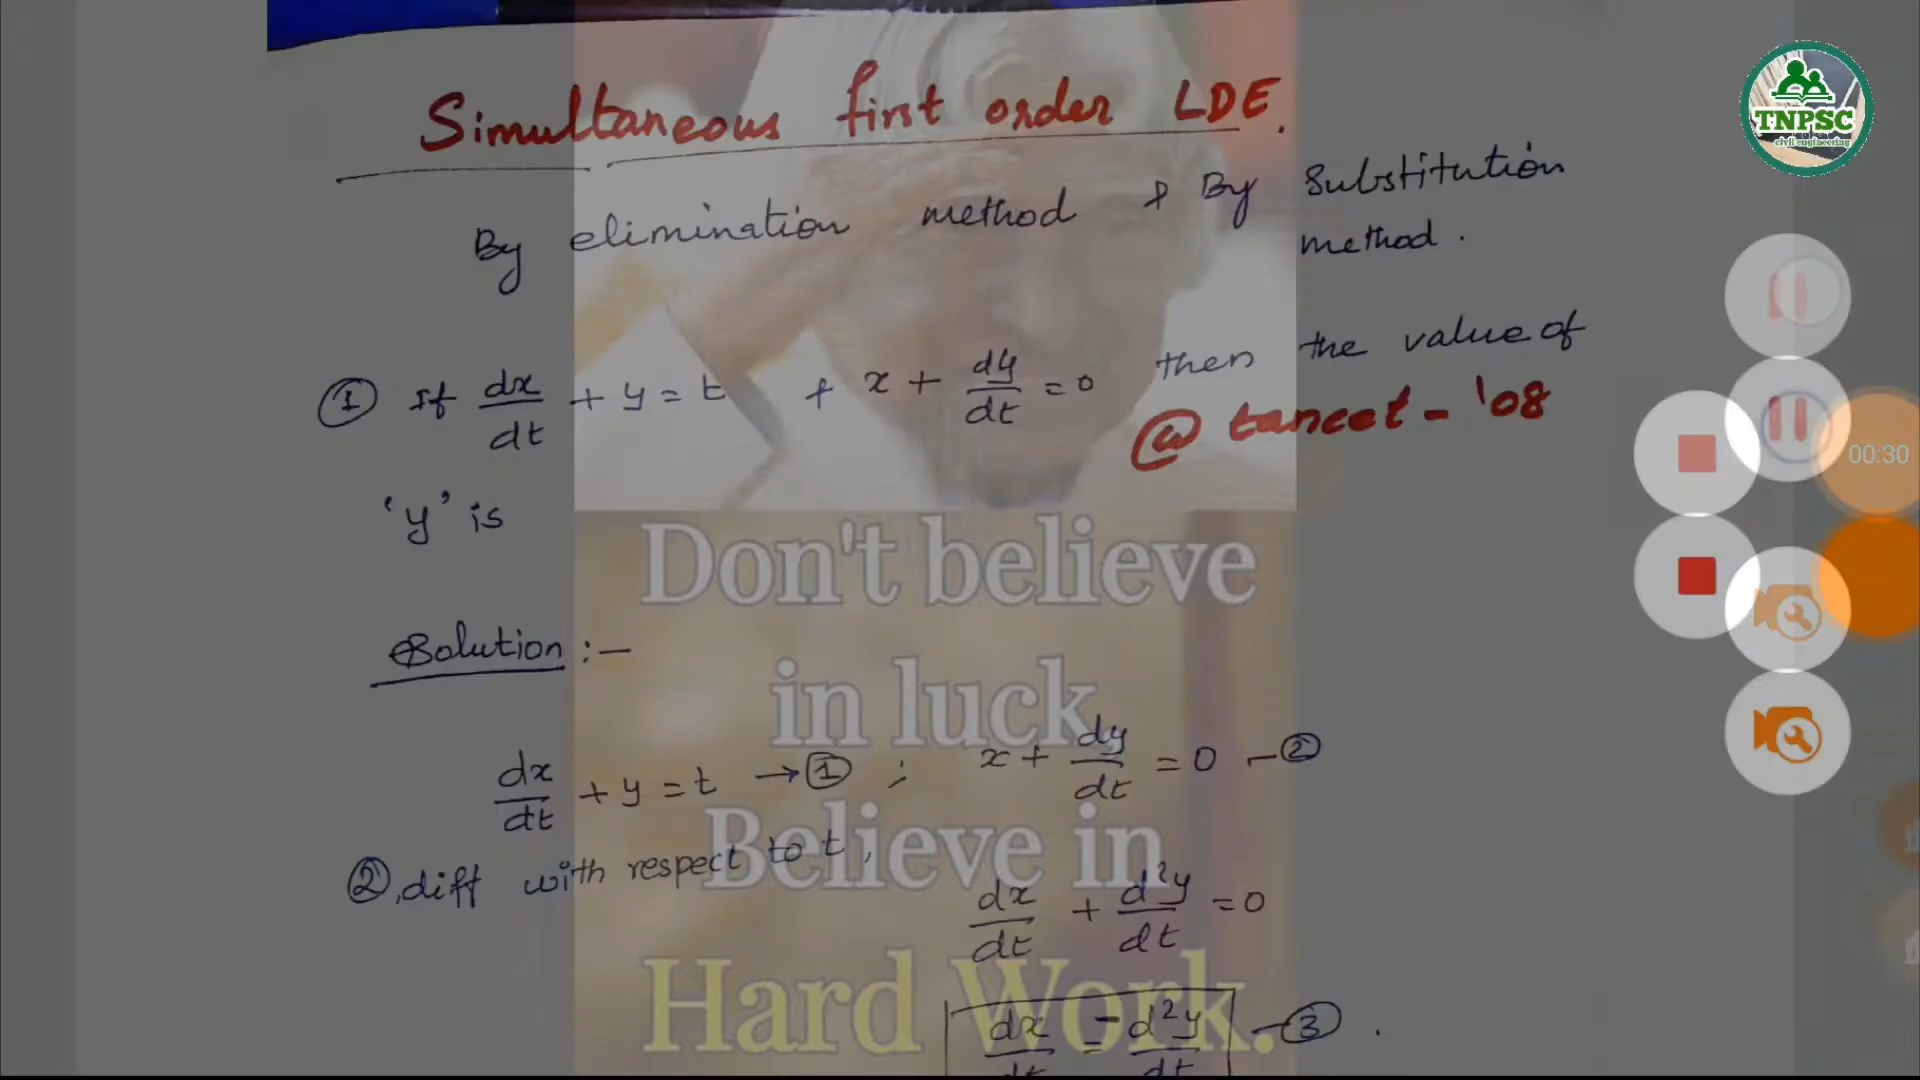 Simultaneous first order LDE.
By elimination method & By Substitution
method.
① If dx/dt + y = t & x + dy/dt = 0 then the value of
@ tancet - '08
'y' is
Solution :-
dx/dt + y = t → ① ; x + dy/dt = 0 - ②
②, diff with respect to t,
dx/dt + d²y/dt = 0
dx/dt = -d²y/dt - ③ .
Don't believe
in luck
Believe in
Hard Work.
TNPSC
civil engineering
00:30